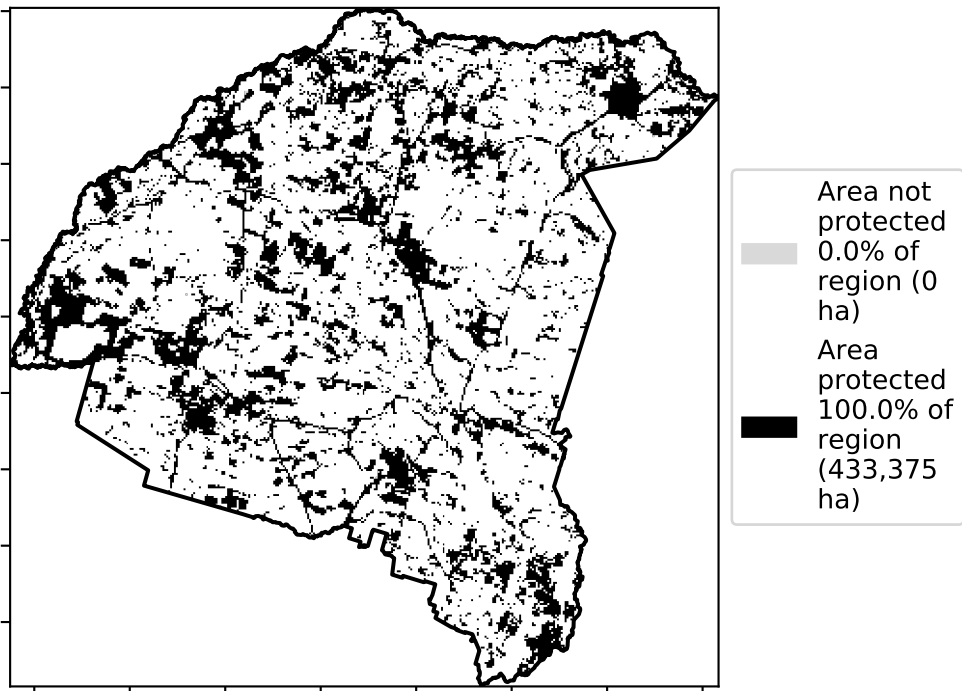 Area not
protected
0.0% of
region (0
ha)
Area
protected
100.0% of
region
(433,375
ha)